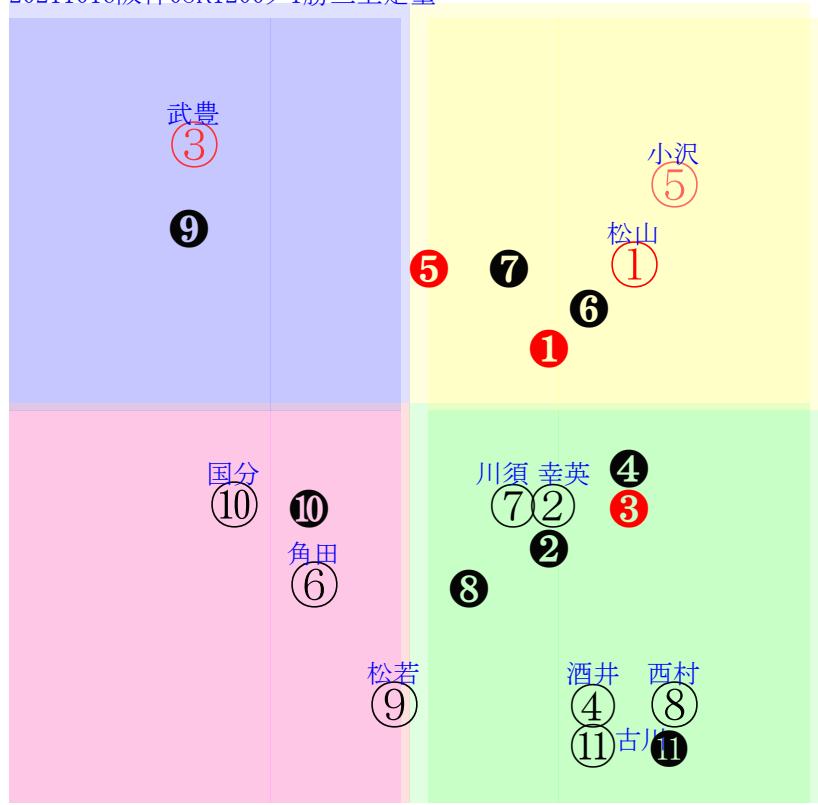 武豊
③
小沢
⑤
❾
松山
①
❺
❼
❻
❶
国分
⑩
❿
川須 幸英
⑦②
❹
❸
❷
角田
⑥
❽
松若
⑨
酒井
④
西村
⑧
⑪古川
⓫